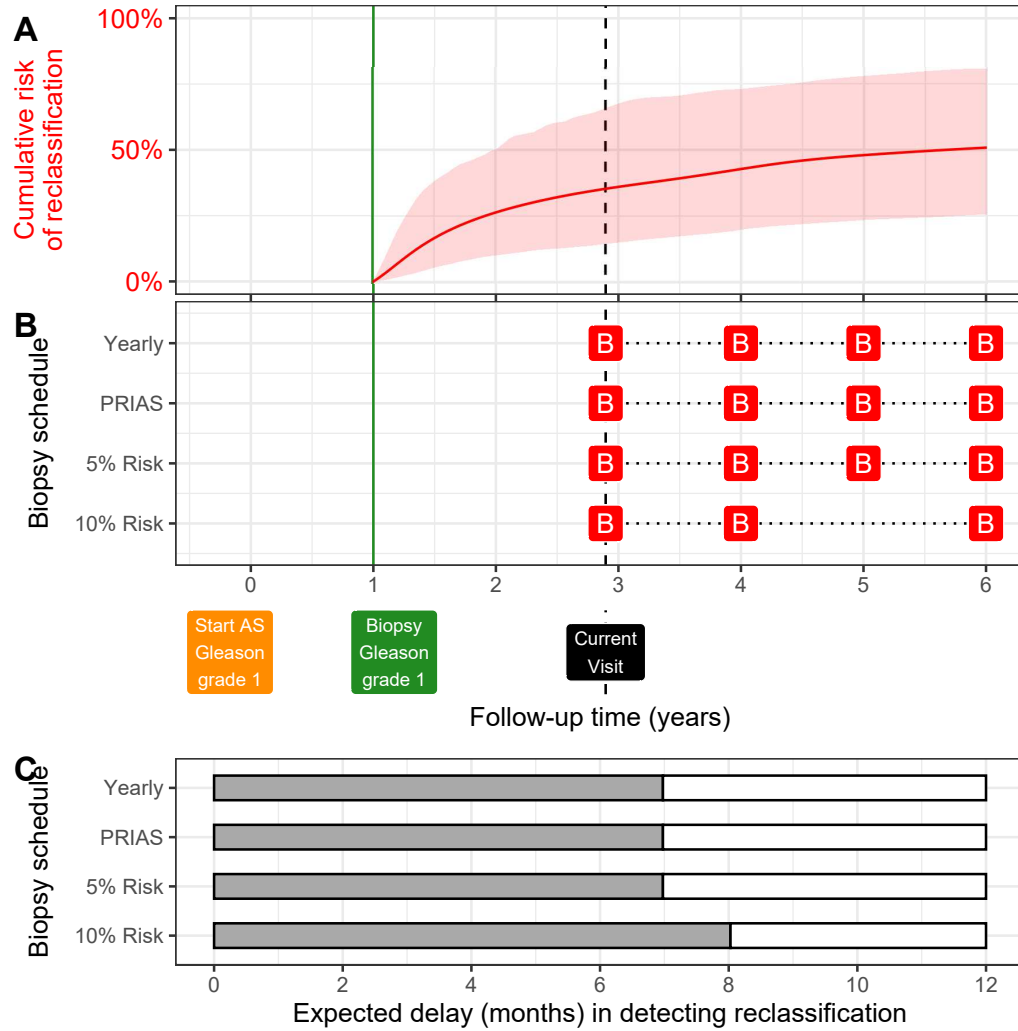 A
Cumulative risk
of reclassification
100%
50%
0%
B
Biopsy schedule
Yearly
B B B B
PRIAS
B B B B
5% Risk
B B B B
10% Risk
B B B
0 1 2 3 4 5 6
Start AS
Gleason
grade 1
Biopsy
Gleason
grade 1
Current
Visit
Follow-up time (years)
C
Biopsy schedule
Yearly
PRIAS
5% Risk
10% Risk
0 2 4 6 8 10 12
Expected delay (months) in detecting reclassification